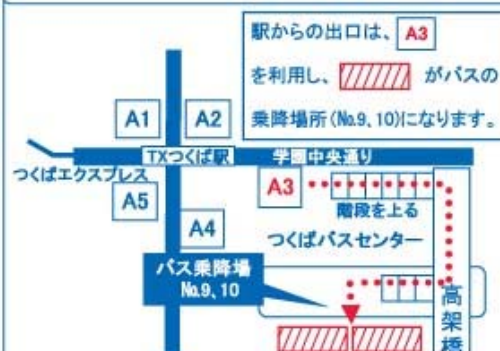 駅からの出口は、 A3
を利用し、 がバスの
乗降場所(No.9、10)になります。
A1
A2
TXつくば駅
学園中央通り
つくばエクスプレス
A3
A5
階段を上る
A4
つくばバスセンター
バス乗降場
No.9、10
高架橋